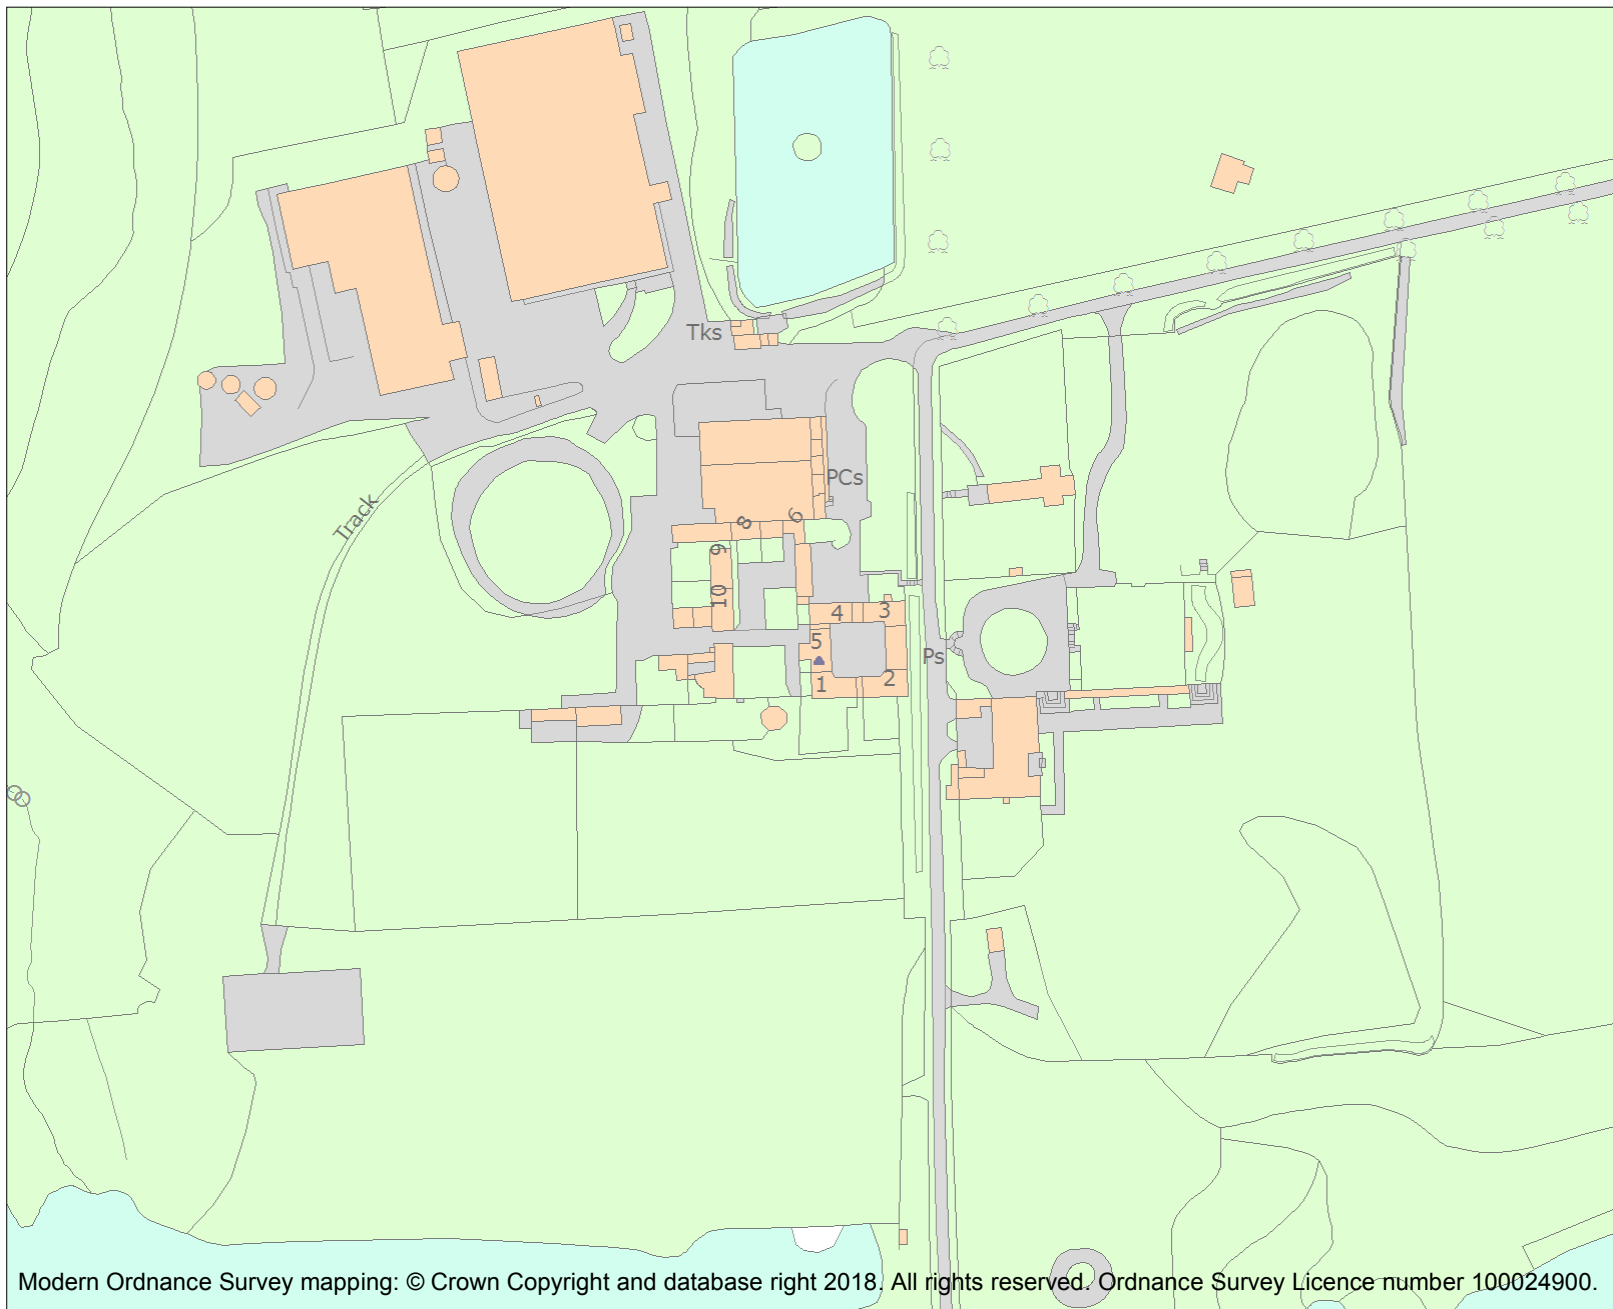 Tks
PCs
Track
8
6
9
10
4
3
5
Ps
1
2
Modern Ordnance Survey mapping: © Crown Copyright and database right 2018. All rights reserved. Ordnance Survey Licence number 100024900.